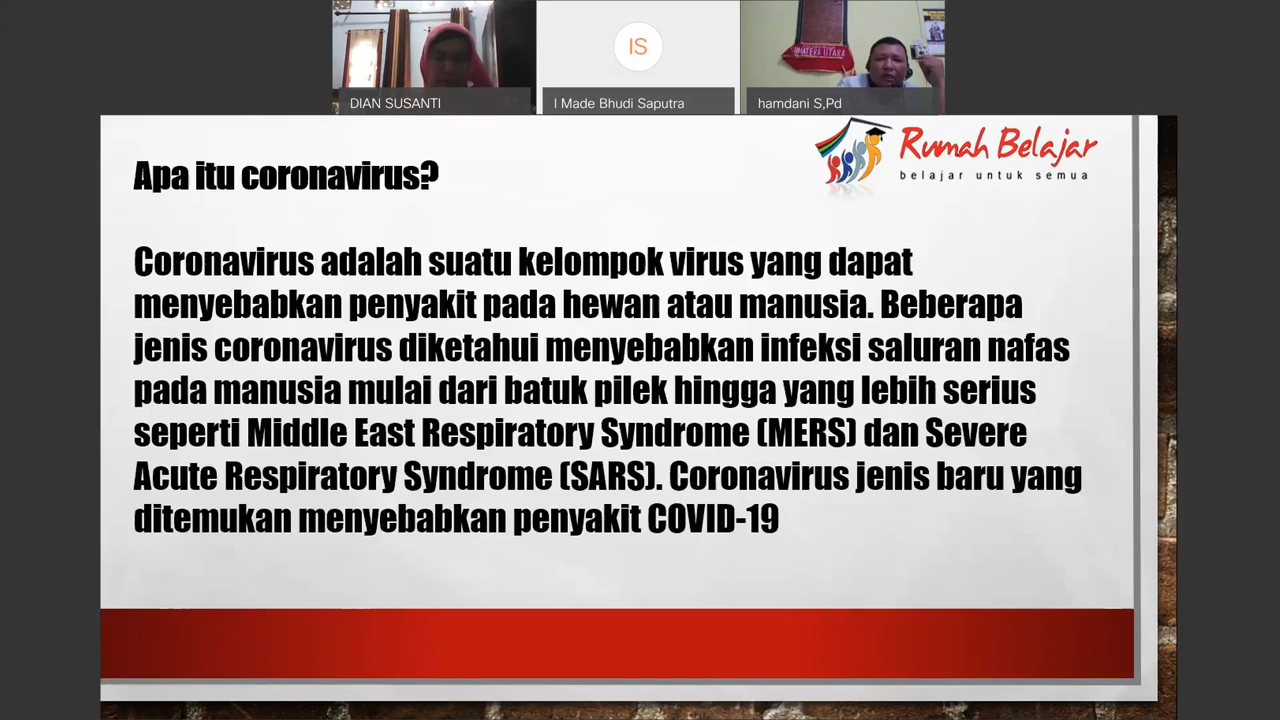 IS
DIAN SUSANTI
I Made Bhudi Saputra
hamdani S,Pd
SUMATERA UTARA
Rumah Belajar
belajar untuk semua
Apa itu coronavirus?
Coronavirus adalah suatu kelompok virus yang dapat
menyebabkan penyakit pada hewan atau manusia. Beberapa
jenis coronavirus diketahui menyebabkan infeksi saluran nafas
pada manusia mulai dari batuk pilek hingga yang lebih serius
seperti Middle East Respiratory Syndrome (MERS) dan Severe
Acute Respiratory Syndrome (SARS). Coronavirus jenis baru yang
ditemukan menyebabkan penyakit COVID-19